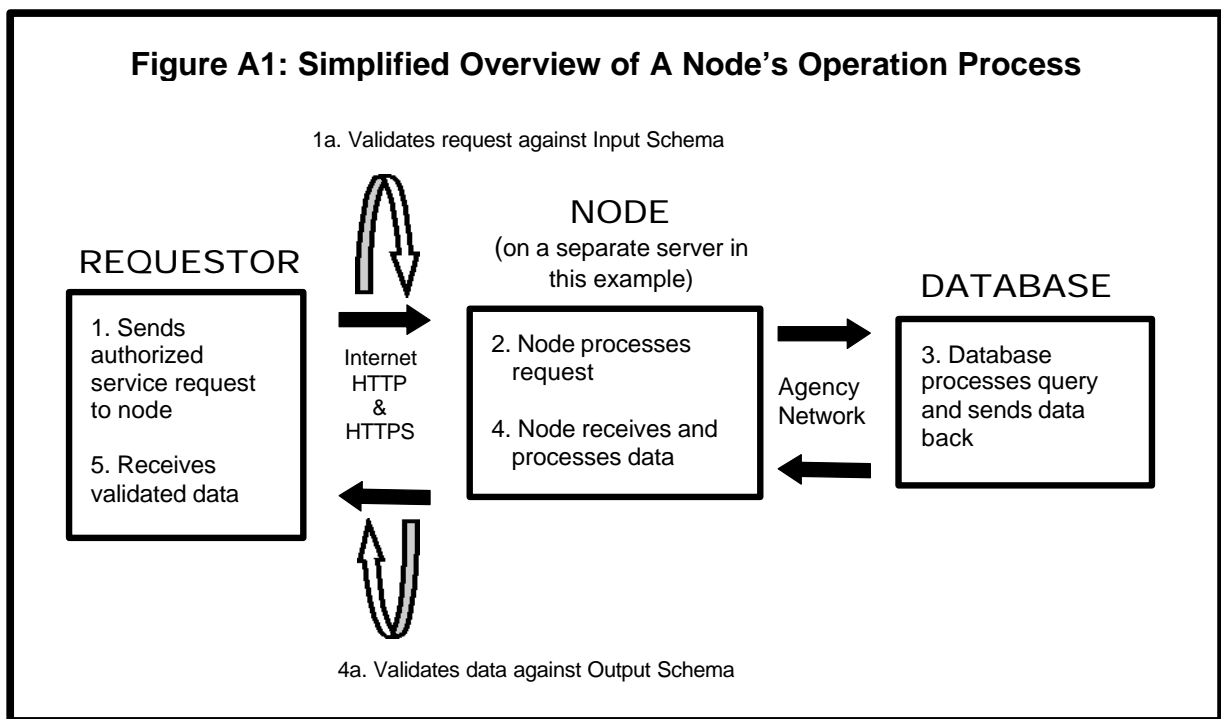 Figure A1: Simplified Overview of A Node's Operation Process
1a. Validates request against Input Schema
REQUESTOR
1. Sends
authorized
service request
to node
5. Receives
validated data
Internet
HTTP
&
HTTPS
NODE
(on a separate server in
this example)
2. Node processes
request
4. Node receives and
processes data
Agency
Network
DATABASE
3. Database
processes query
and sends data
back
4a. Validates data against Output Schema